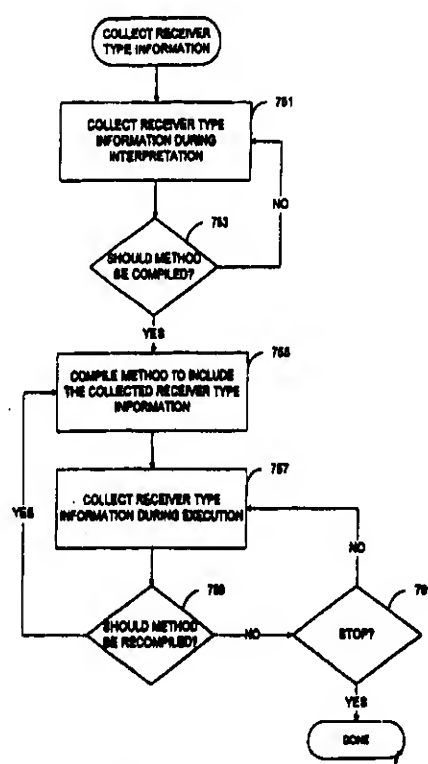 COLLECT RECEIVER
TYPE INFORMATION
751
COLLECT RECEIVER TYPE
INFORMATION DURING
INTERPRETATION
NO
753
SHOULD METHOD
BE COMPILED?
YES
755
COMPILE METHOD TO INCLUDE
THE COLLECTED RECEIVER TYPE
INFORMATION
757
COLLECT RECEIVER TYPE
INFORMATION DURING EXECUTION
YES
NO
759
SHOULD METHOD
BE RECOMPILED?
NO
STOP?
YES
DONE